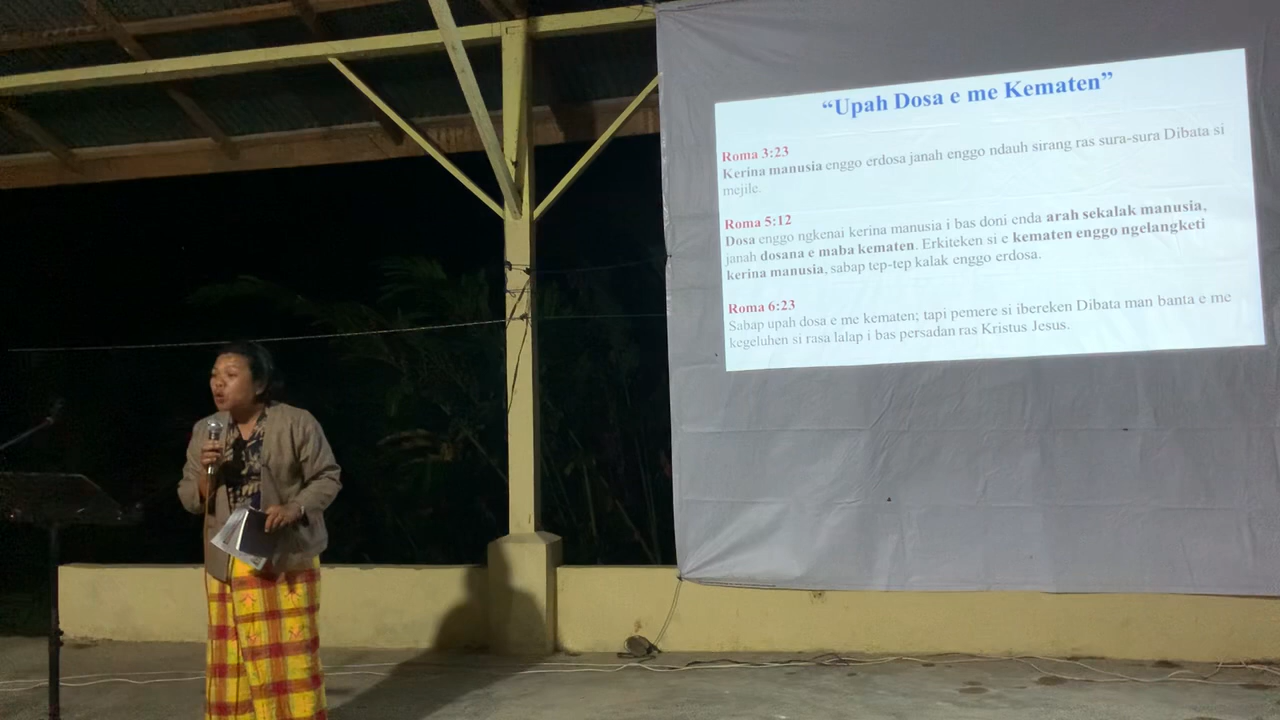 “Upah Dosa e me Kematen”
Roma 3:23
Kerina manusia enggo erdosa janah enggo ndauh sirang ras sura-sura Dibata si
mejile.
Roma 5:12
Dosa enggo ngkenai kerina manusia i bas doni enda arah sekalak manusia,
janah dosana e maba kematen. Erkiteken si e kematen enggo ngelangketi
kerina manusia, sabap tep-tep kalak enggo erdosa.
Roma 6:23
Sabap upah dosa e me kematen; tapi pemere si ibereken Dibata man banta e me
kegeluhen si rasa lalap i bas persadan ras Kristus Jesus.